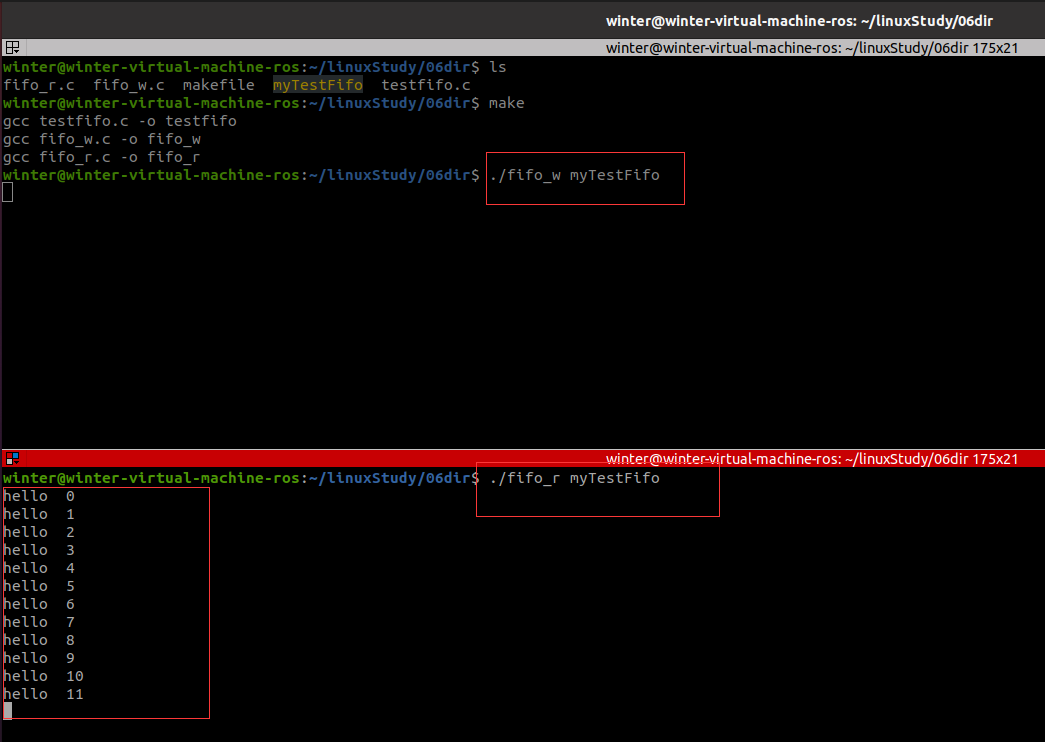 winter@winter-virtual-machine-ros: ~/linuxStudy/06dir
winter@winter-virtual-machine-ros: ~/linuxStudy/06dir 175x21
winter@winter-virtual-machine-ros:~/linuxStudy/06dir$ ls
fifo_r.c  fifo_w.c  makefile  myTestFifo  testfifo.c
winter@winter-virtual-machine-ros:~/linuxStudy/06dir$ make
gcc testfifo.c -o testfifo
gcc fifo_w.c -o fifo_w
gcc fifo_r.c -o fifo_r
winter@winter-virtual-machine-ros:~/linuxStudy/06dir$ ./fifo_w myTestFifo
winter@winter-virtual-machine-ros: ~/linuxStudy/06dir 175x21
winter@winter-virtual-machine-ros:~/linuxStudy/06dir$ ./fifo_r myTestFifo
hello  0
hello  1
hello  2
hello  3
hello  4
hello  5
hello  6
hello  7
hello  8
hello  9
hello  10
hello  11